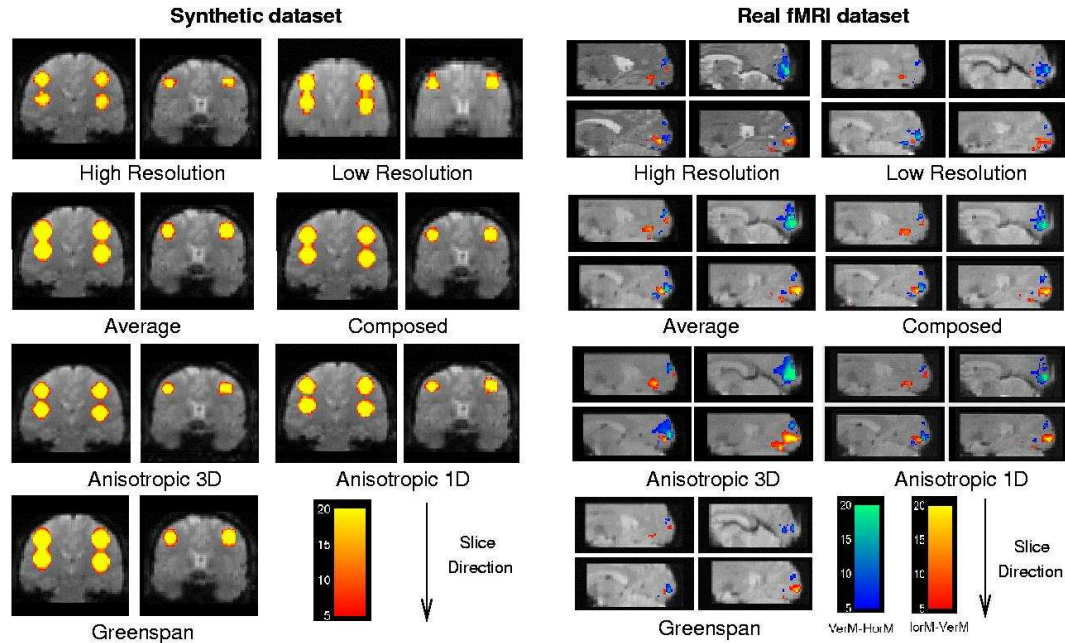 Synthetic dataset
High Resolution
Low Resolution
Average
Composed
Anisotropic 3D
Anisotropic 1D
20
15
10
5
Slice
Direction
Greenspan
Real fMRI dataset
High Resolution
Low Resolution
Average
Composed
Anisotropic 3D
Anisotropic 1D
20
15
10
5
VerM-HorM
20
15
10
5
IorM-VerM
Slice
Direction
Greenspan